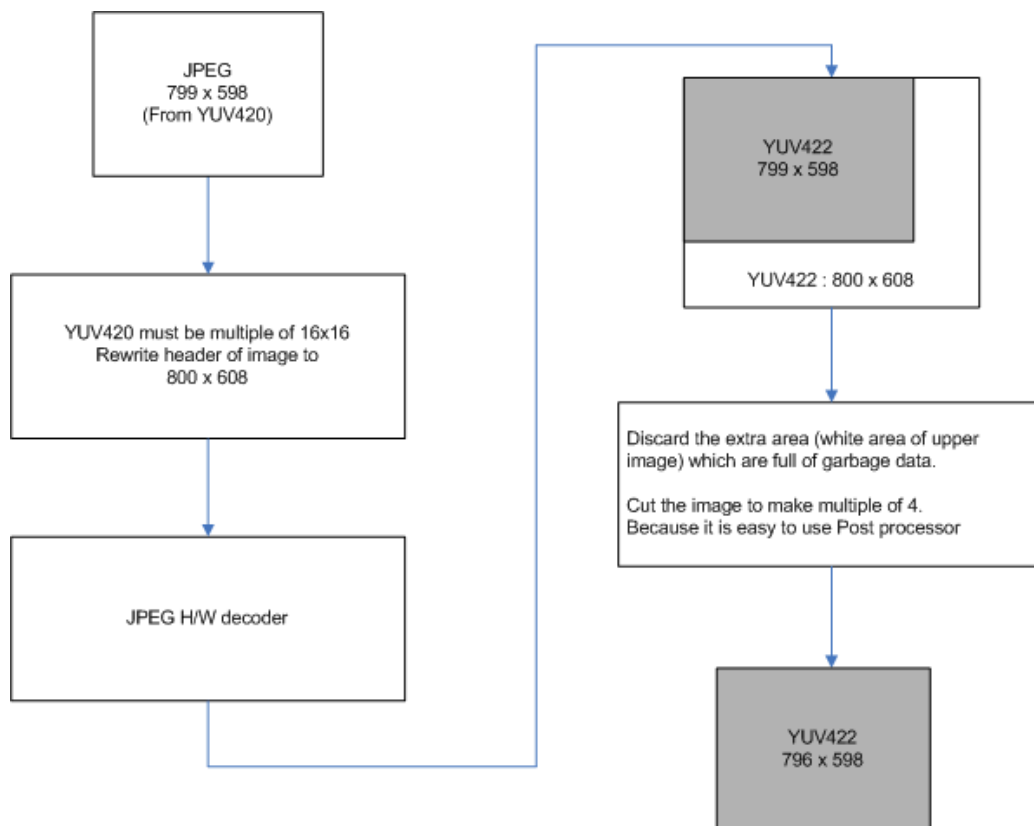 JPEG
799 x 598
(From YUV420)
YUV420 must be multiple of 16x16
Rewrite header of image to
800 x 608
JPEG H/W decoder
YUV422
799 x 598
YUV422 : 800 x 608
Discard the extra area (white area of upper
image) which are full of garbage data.
Cut the image to make multiple of 4.
Because it is easy to use Post processor
YUV422
796 x 598